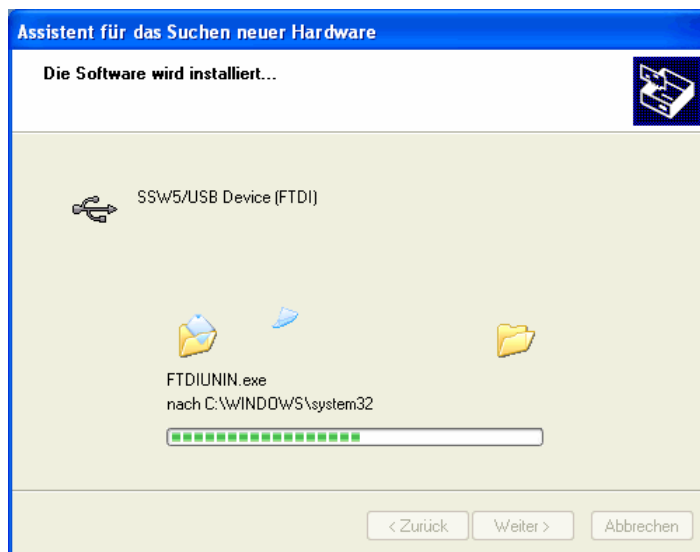 Assistent für das Suchen neuer Hardware
Die Software wird installiert...
SSW5/USB Device (FTDI)
FTDIUNIN.exe
nach C:\WINDOWS\system32
< Zurück
Weiter >
Abbrechen